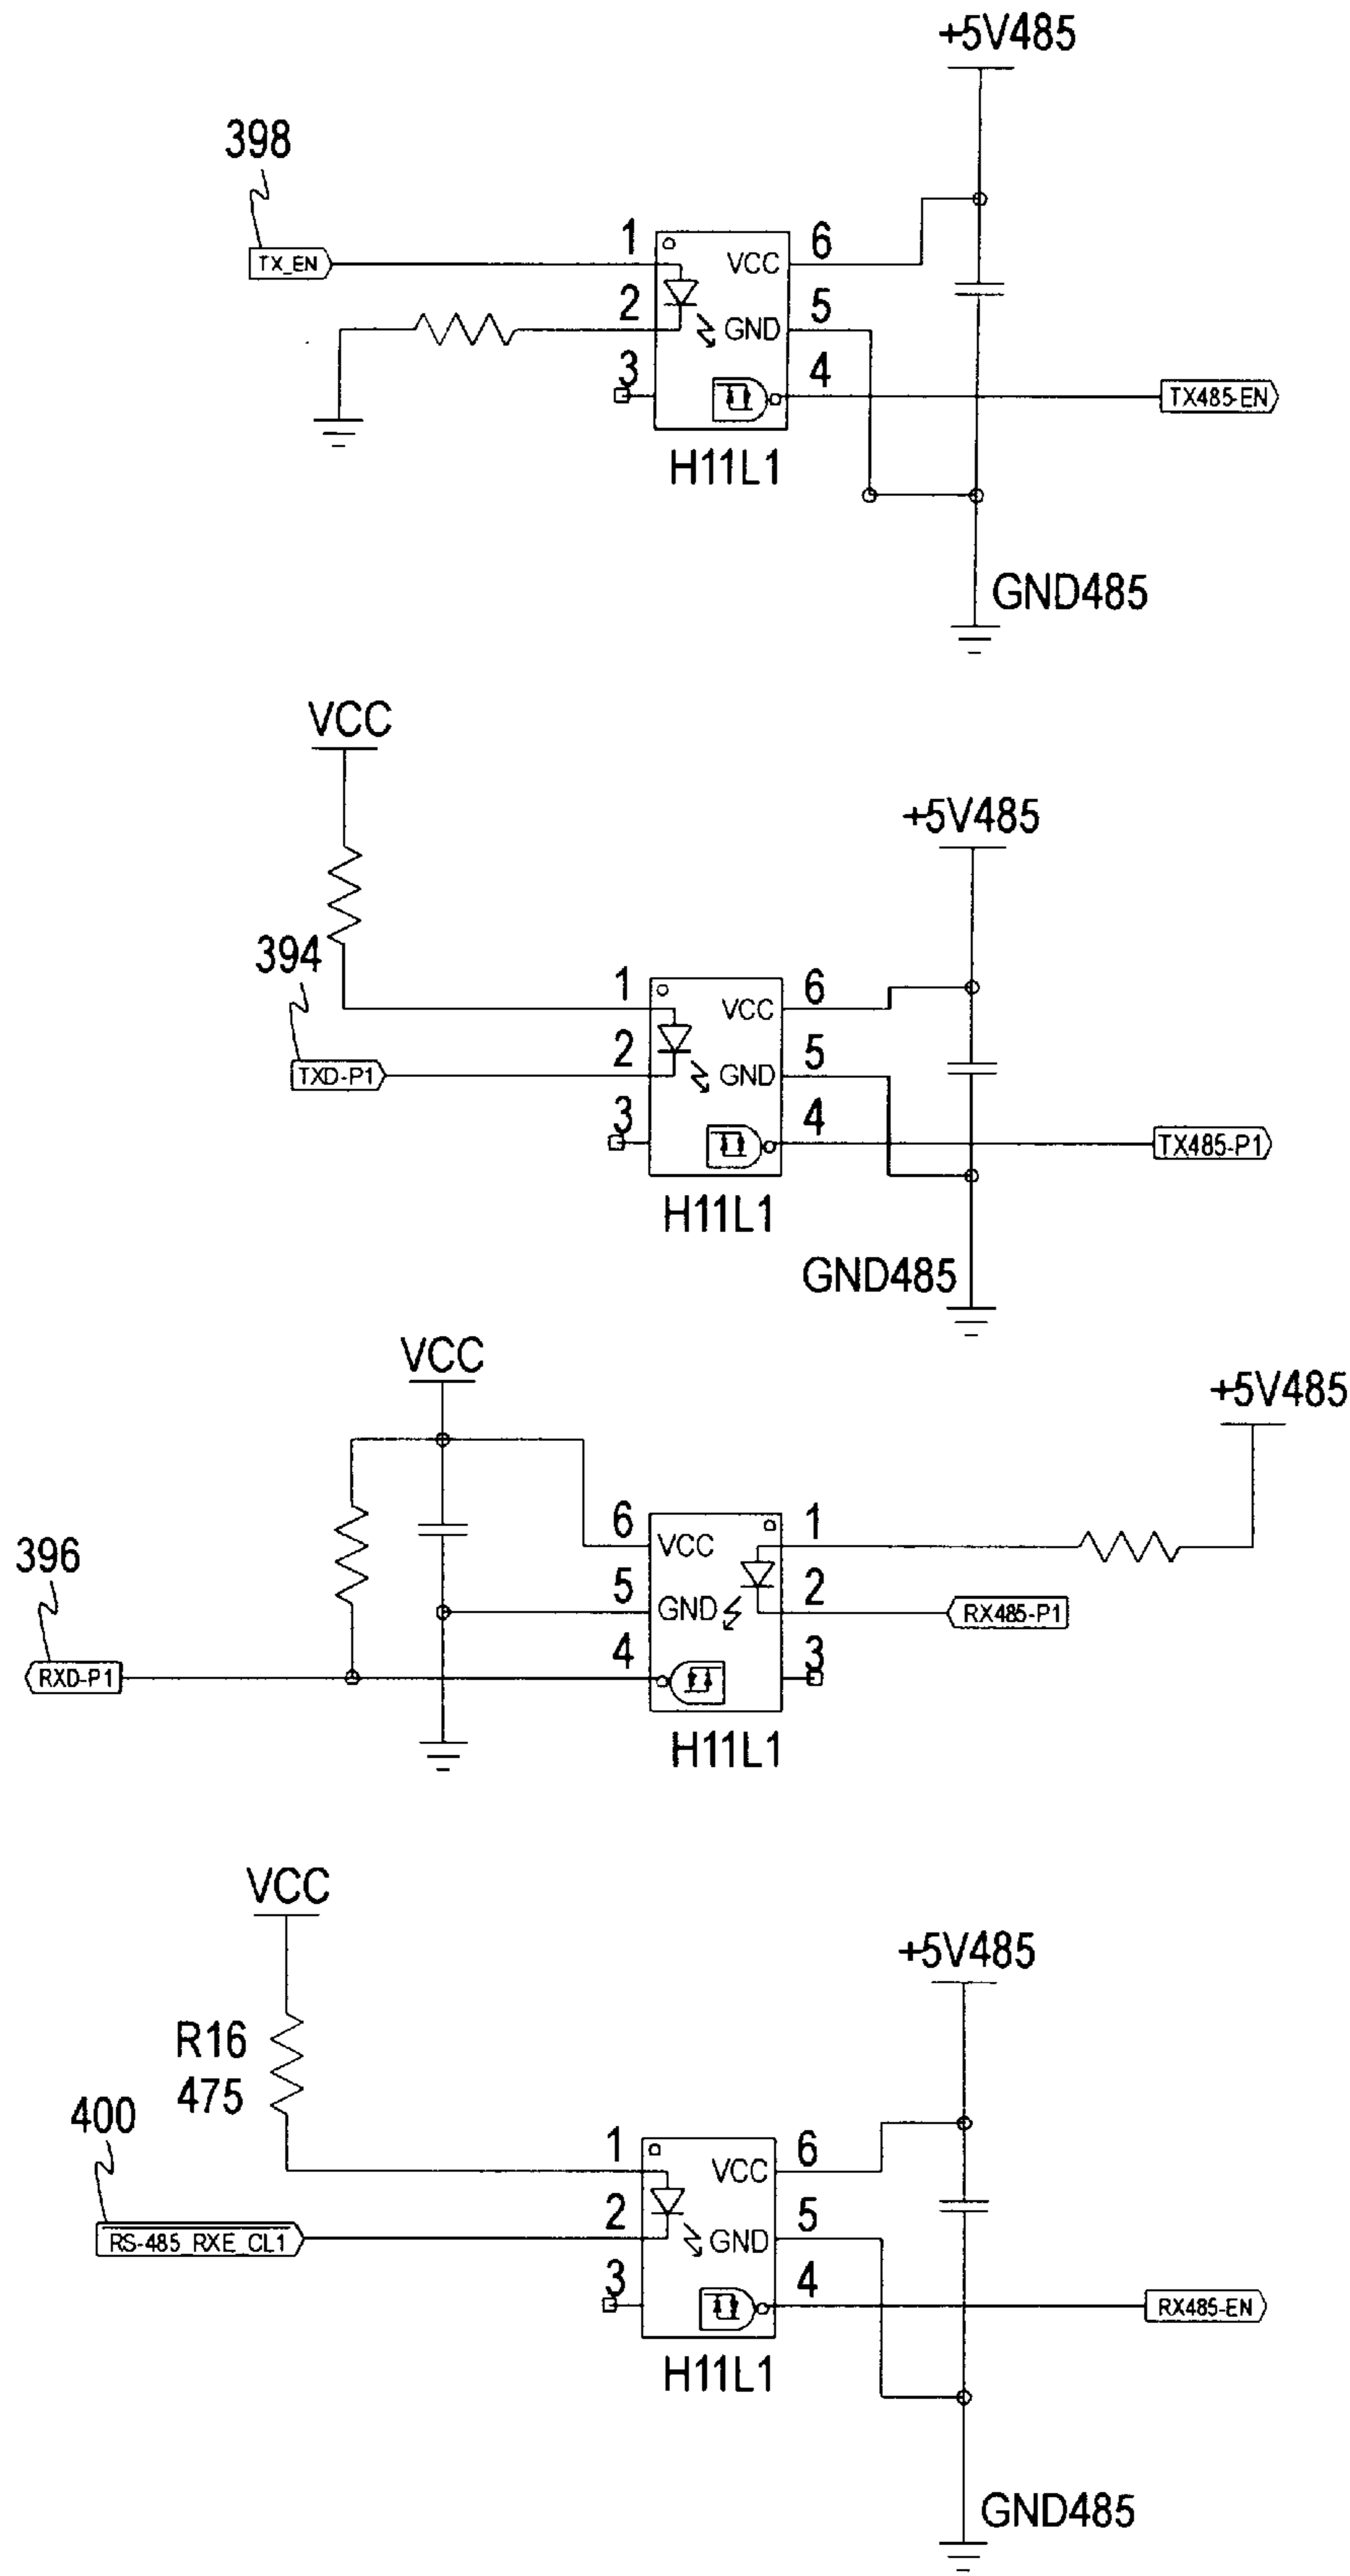 +5V485
398
1
VCC
6
TX_EN
2
GND
5
3
4
TX485-EN
H11L1
GND485
VCC
+5V485
394
1
VCC
6
2
GND
5
TXD-P1
3
4
TX485-P1
H11L1
GND485
VCC
+5V485
6
VCC
1
396
5
GND
2
RX485-P1
4
3
RXD-P1
H11L1
VCC
+5V485
R16
475
400
1
VCC
6
2
GND
5
RS-485_RXE_CL1
3
4
RX485-EN
H11L1
GND485